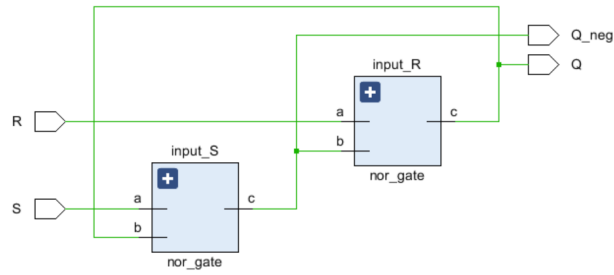 Q_neg
input_R
Q
a
c
R
input_S
b
nor_gate
a
c
S
b
nor_gate